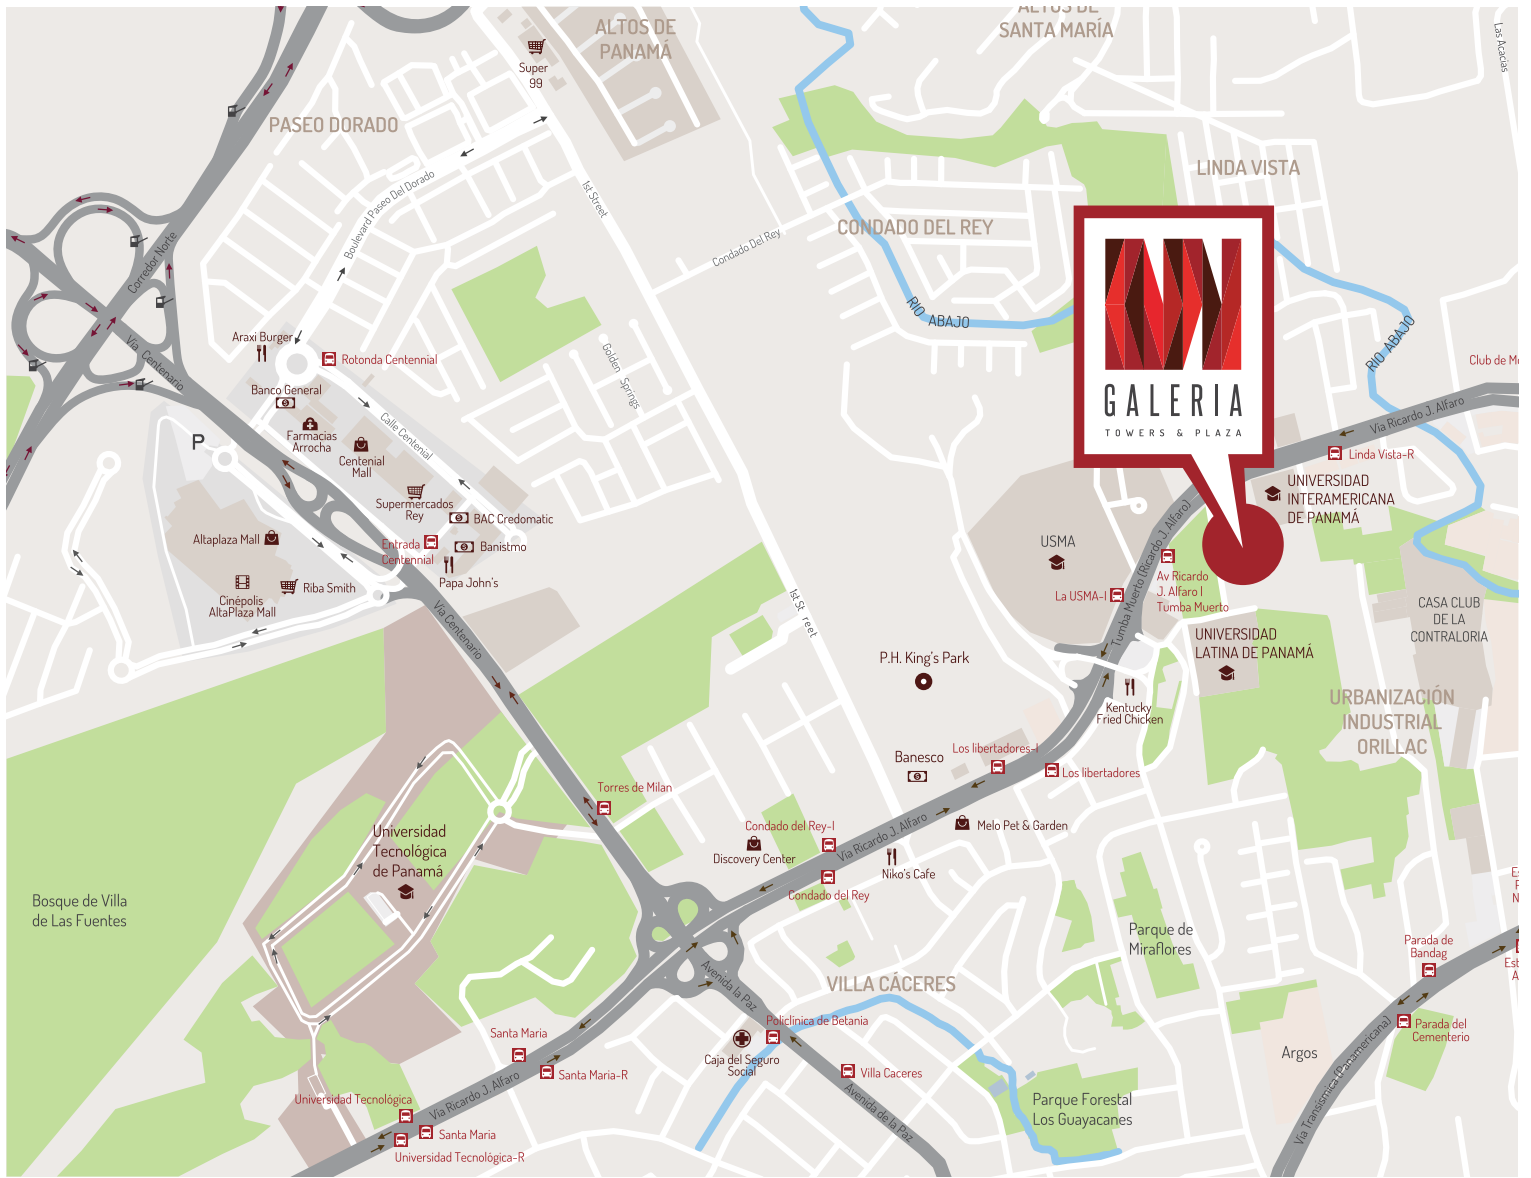 ALTOS DE
PANAMÁ
ALTOS DE
SANTA MARÍA
Las Acacias
Super
99
PASEO DORADO
LINDA VISTA
1st Street
Boulevard Paseo Del Dorado
CONDADO DEL REY
Condado Del Rey
Corredor Norte
RIO ABAJO
RIO ABAJO
Via Centenario
Araxi Burger
Rotonda Centennial
Golden Springs
Club de Me
Banco General
GALERIA
TOWERS & PLAZA
Via Ricardo J. Alfaro
Calle Centenial
Farmacias
Arrocha
P
Centenial
Mall
Linda Vista-R
UNIVERSIDAD
INTERAMERICANA
DE PANAMÁ
Supermercados
Rey
BAC Credomatic
Altaplaza Mall
Entrada
Centennial
Banistmo
USMA
Tumba Muerto (Ricardo J. Alfaro)
Papa John's
Riba Smith
Cinépolis
AltaPlaza Mall
Av Ricardo
J. Alfaro I
Tumba Muerto
La USMA-I
1st St reet
CASA CLUB
DE LA
CONTRALORIA
Via Centenario
UNIVERSIDAD
LATINA DE PANAMÁ
P.H. King's Park
URBANIZACIÓN
INDUSTRIAL
ORILLAC
Kentucky
Fried Chicken
Los libertadores-I
Banesco
Los libertadores
Torres de Milan
Condado del Rey-I
Via Ricardo J. Alfaro
Melo Pet & Garden
Universidad
Tecnológica
de Panamá
Discovery Center
Niko's Cafe
Condado del Rey
Bosque de Villa
de Las Fuentes
Es
P
N
Parque de
Miraflores
Parada de
Bandag
Est
A
Avenida la Paz
VILLA CÁCERES
Policlinica de Betania
Santa Maria
Caja del Seguro
Social
Parada del
Cementerio
Argos
Santa Maria-R
Villa Caceres
Via Ricardo J. Alfaro
Universidad Tecnológica
Parque Forestal
Los Guayacanes
Avenida de la Paz
Via Transismica (Panamericana)
Santa Maria
Universidad Tecnológica-R